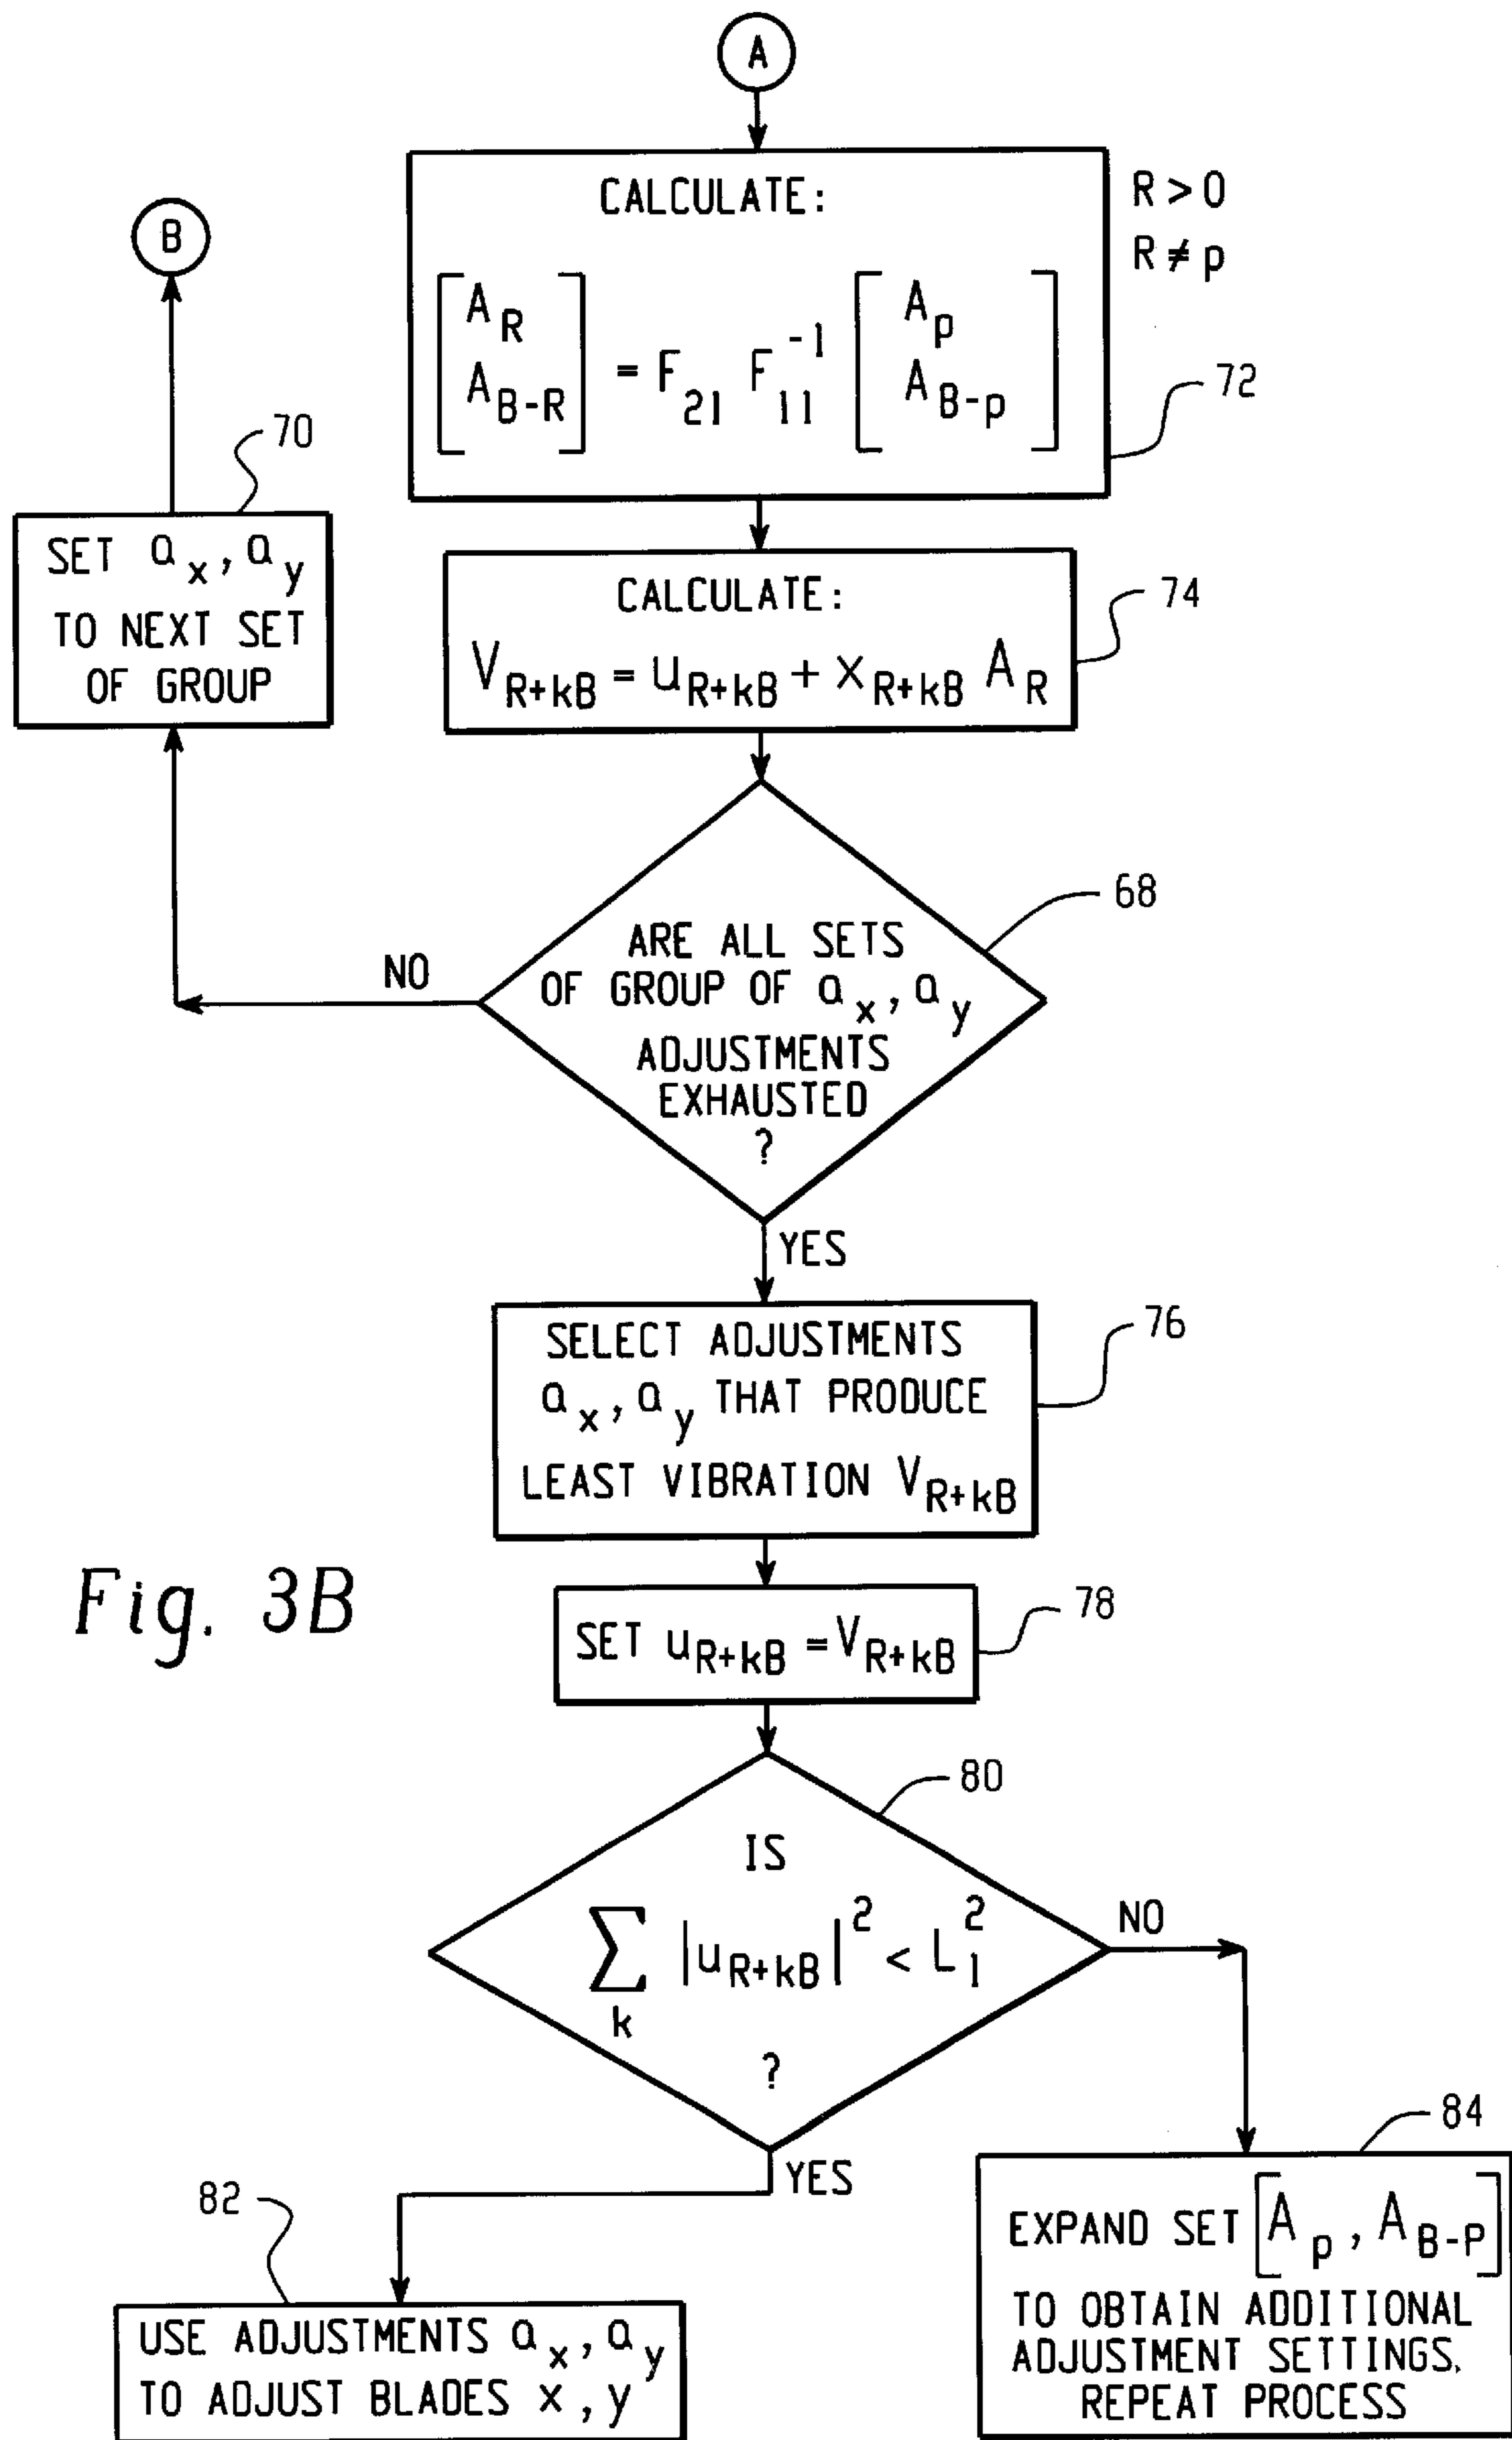 A
CALCULATE:
[A_R
A_B-R] = F_21 F_11^-1 [A_p
A_B-p]
R > 0
R ≠ p
72
B
70
SET a_x, a_y
TO NEXT SET
OF GROUP
CALCULATE:
V_R+kB = u_R+kB + x_R+kB A_R
74
ARE ALL SETS
OF GROUP OF a_x, a_y
ADJUSTMENTS
EXHAUSTED
?
68
NO
YES
SELECT ADJUSTMENTS
a_x, a_y THAT PRODUCE
LEAST VIBRATION V_R+kB
76
Fig. 3B
SET u_R+kB = V_R+kB
78
IS
∑_k |u_R+kB|^2 < L_1^2
?
80
NO
YES
82
USE ADJUSTMENTS a_x, a_y
TO ADJUST BLADES x, y
84
EXPAND SET [A_p, A_B-P]
TO OBTAIN ADDITIONAL
ADJUSTMENT SETTINGS.
REPEAT PROCESS